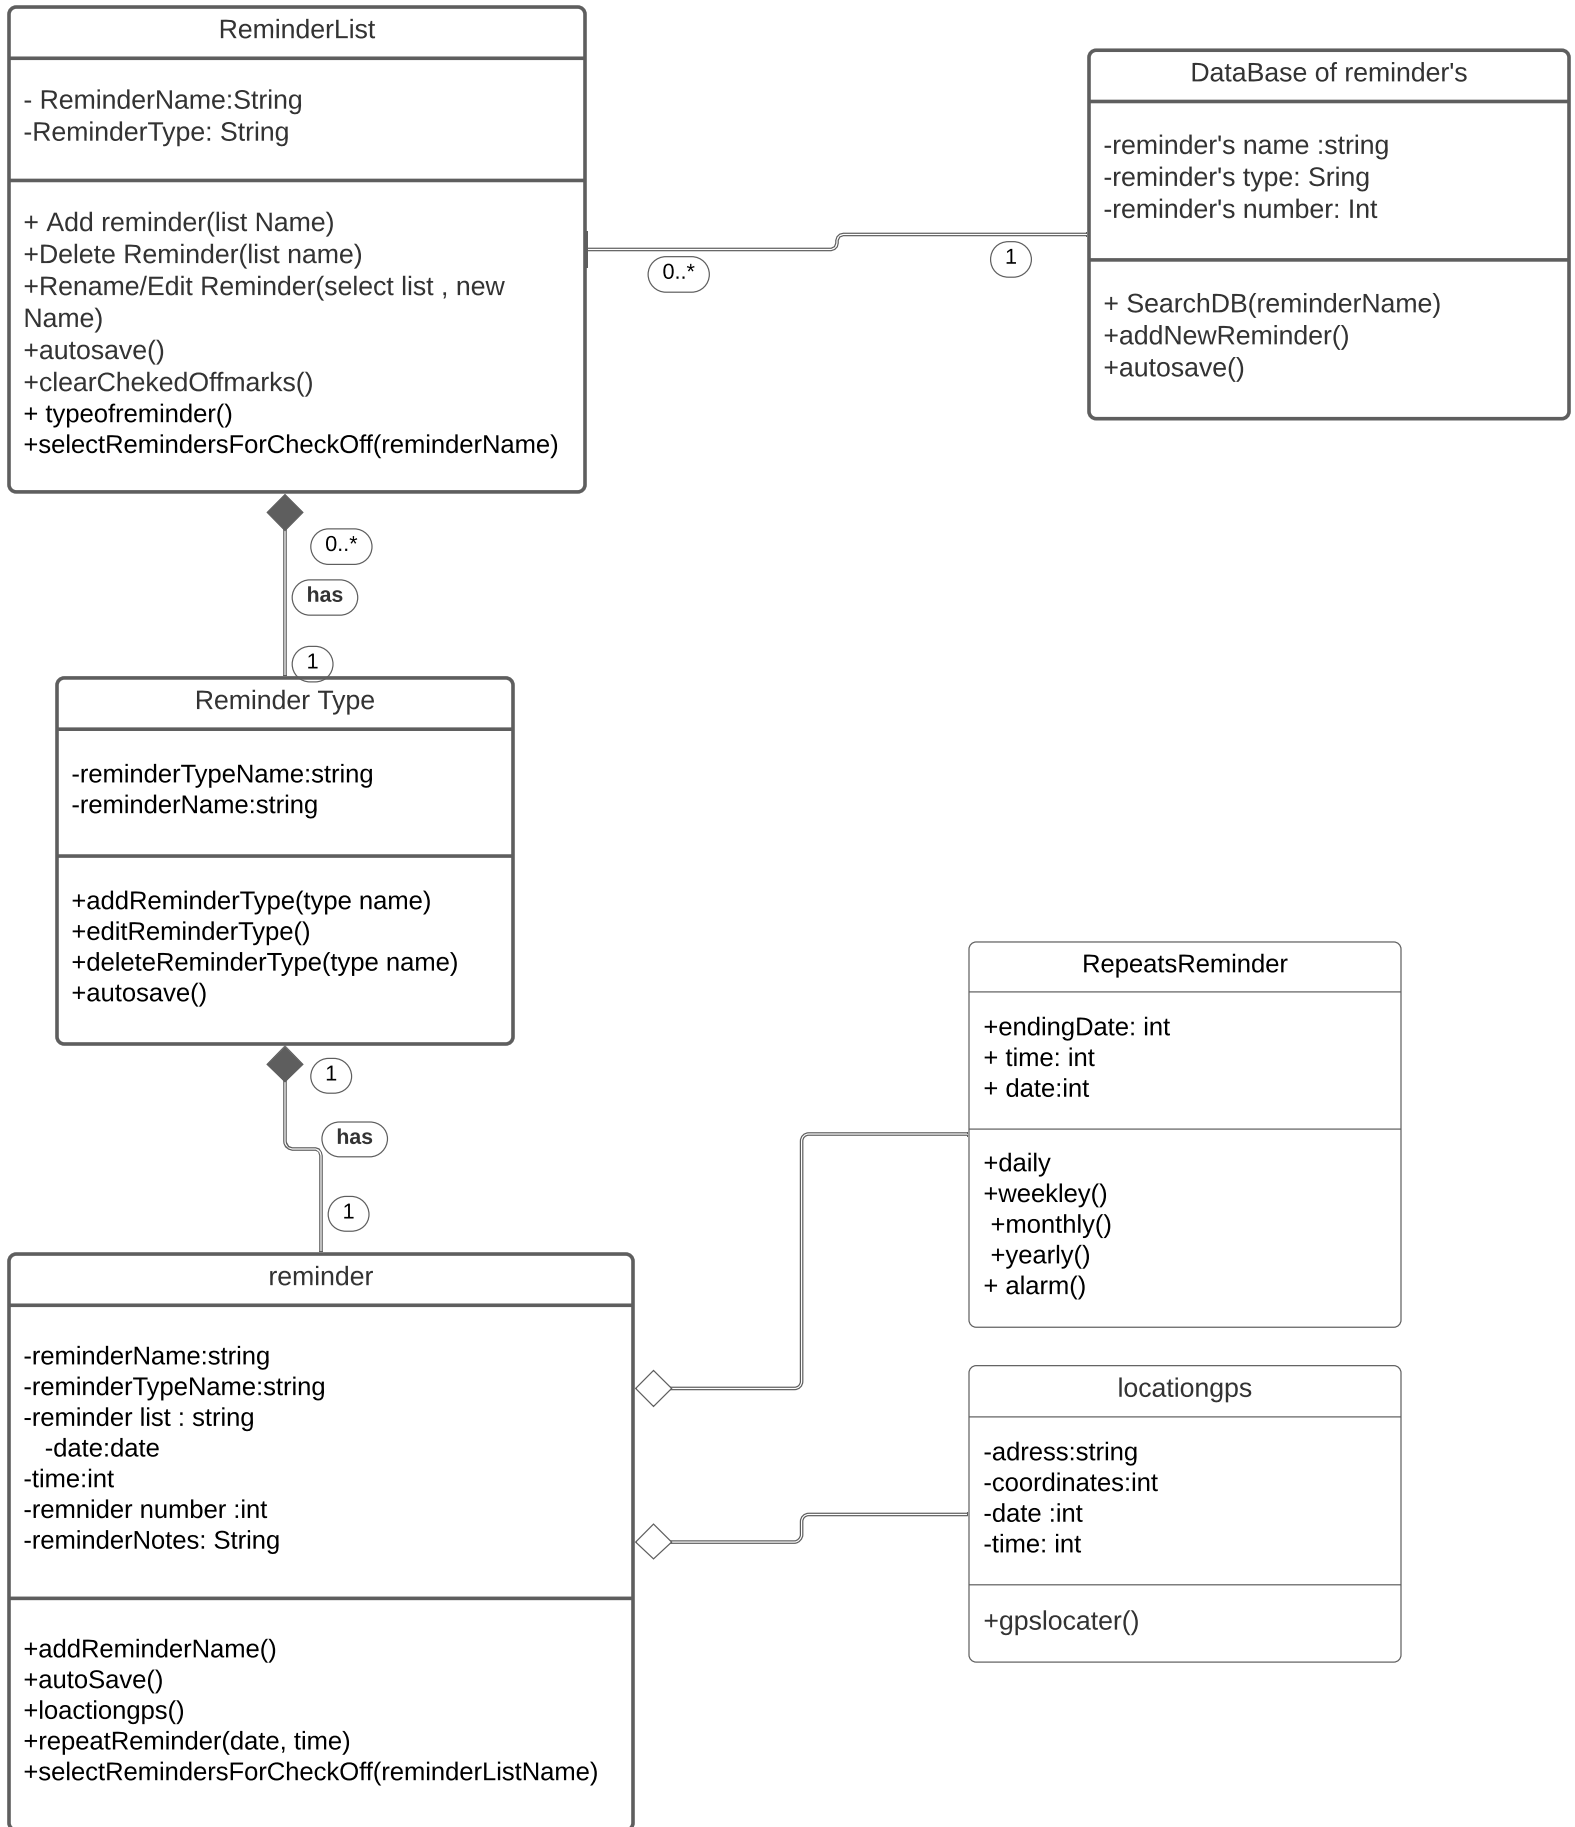 ReminderList
- ReminderName:String
-ReminderType: String
+ Add reminder(list Name)
+Delete Reminder(list name)
+Rename/Edit Reminder(select list , new
Name)
+autosave()
+clearChekedOffmarks()
+ typeofreminder()
+selectRemindersForCheckOff(reminderName)
DataBase of reminder's
-reminder's name :string
-reminder's type: Sring
-reminder's number: Int
+ SearchDB(reminderName)
+addNewReminder()
+autosave()
0..*
1
0..*
has
1
Reminder Type
-reminderTypeName:string
-reminderName:string
+addReminderType(type name)
+editReminderType()
+deleteReminderType(type name)
+autosave()
1
has
1
reminder
-reminderName:string
-reminderTypeName:string
-reminder list : string
-date:date
-time:int
-remnider number :int
-reminderNotes: String
+addReminderName()
+autoSave()
+loactiongps()
+repeatReminder(date, time)
+selectRemindersForCheckOff(reminderListName)
RepeatsReminder
+endingDate: int
+ time: int
+ date:int
+daily
+weekley()
+monthly()
+yearly()
+ alarm()
locationgps
-adress:string
-coordinates:int
-date :int
-time: int
+gpslocater()